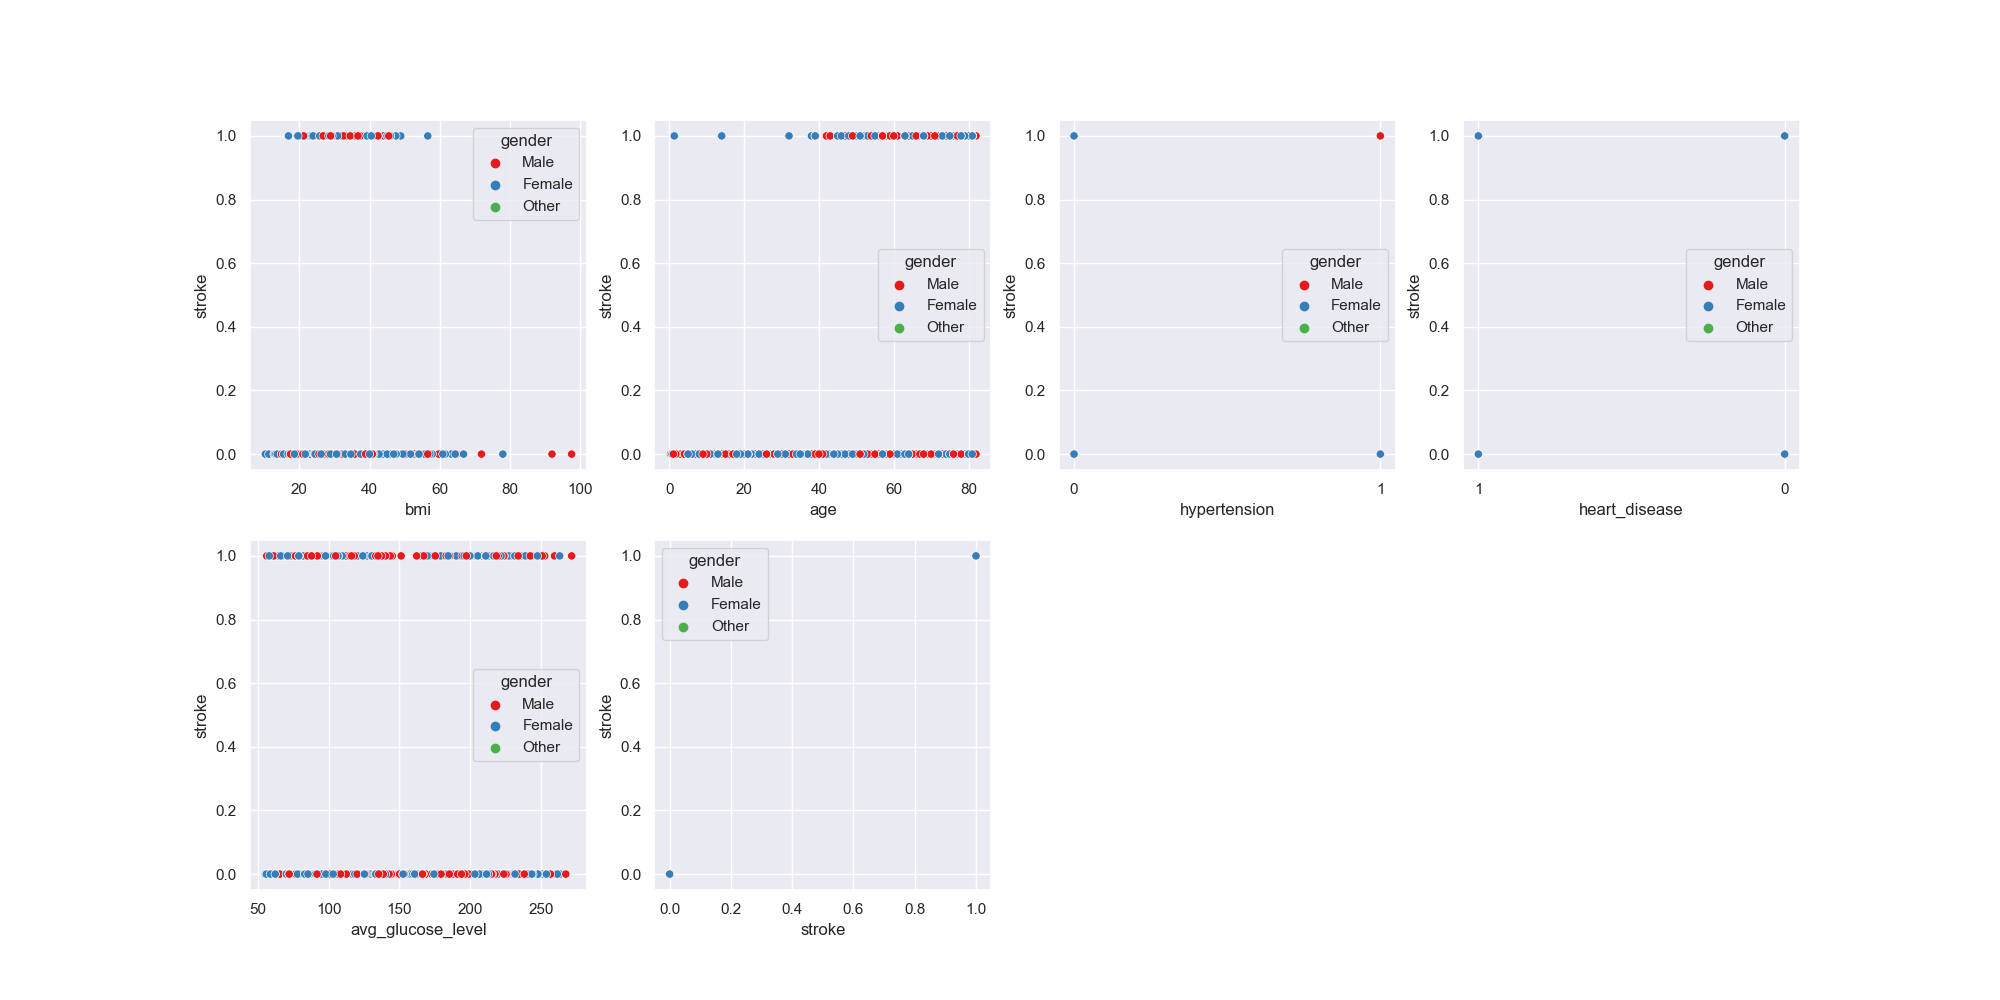 1.0
0.8
0.6
0.4
0.2
0.0
stroke
20 40 60 80 100
bmi
gender
Male
Female
Other
1.0
0.8
0.6
0.4
0.2
0.0
stroke
0 20 40 60 80
age
gender
Male
Female
Other
1.0
0.8
0.6
0.4
0.2
0.0
stroke
0 1
hypertension
gender
Male
Female
Other
1.0
0.8
0.6
0.4
0.2
0.0
stroke
1 0
heart_disease
gender
Male
Female
Other
1.0
0.8
0.6
0.4
0.2
0.0
stroke
50 100 150 200 250
avg_glucose_level
gender
Male
Female
Other
1.0
0.8
0.6
0.4
0.2
0.0
stroke
0.0 0.2 0.4 0.6 0.8 1.0
stroke
gender
Male
Female
Other